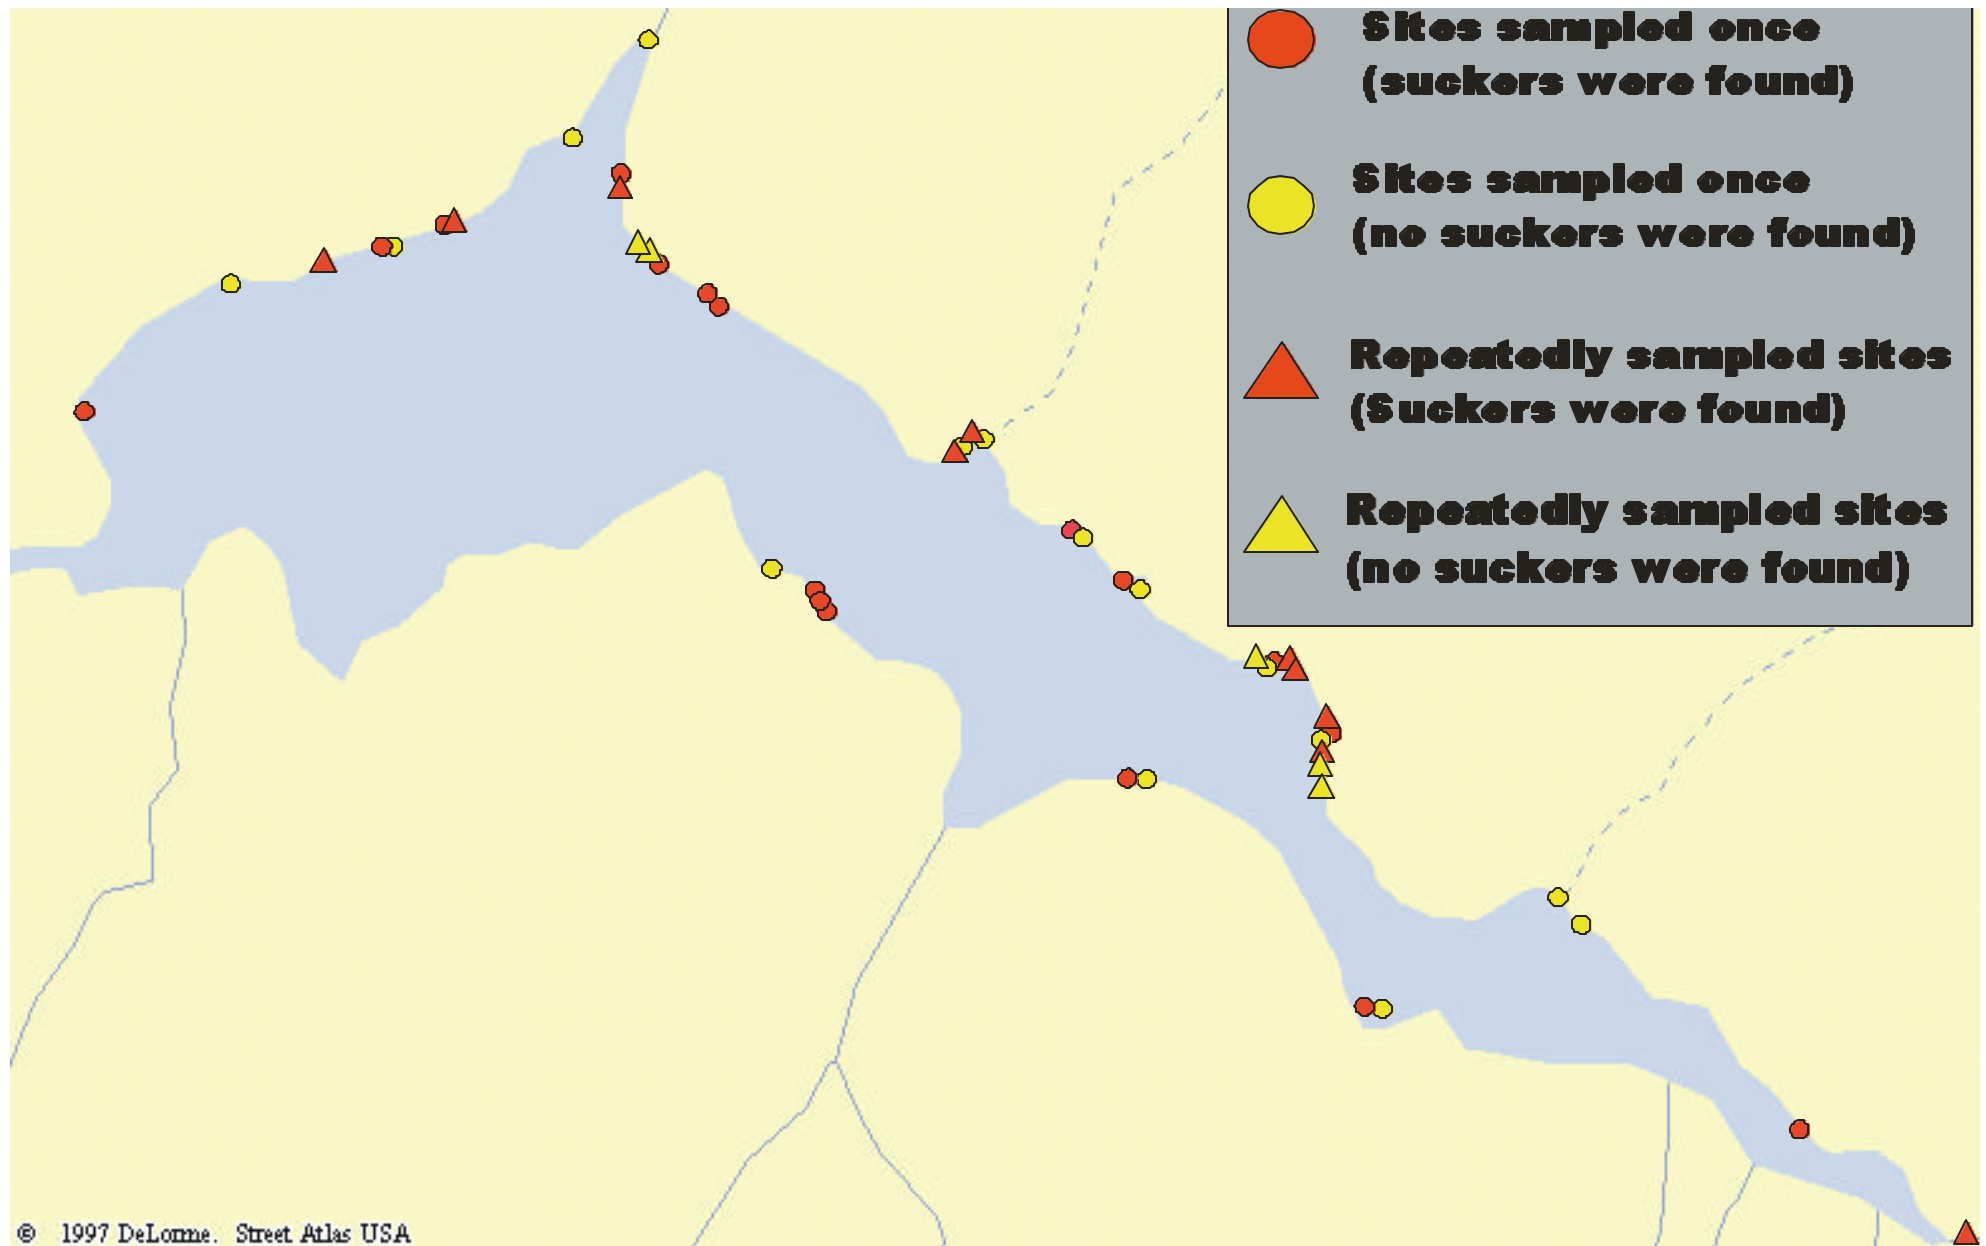 Sites sampled once
(suckers were found)
Sites sampled once
(no suckers were found)
Repeatedly sampled sites
(Suckers were found)
Repeatedly sampled sites
(no suckers were found)
© 1997 DeLorme. Street Atlas USA